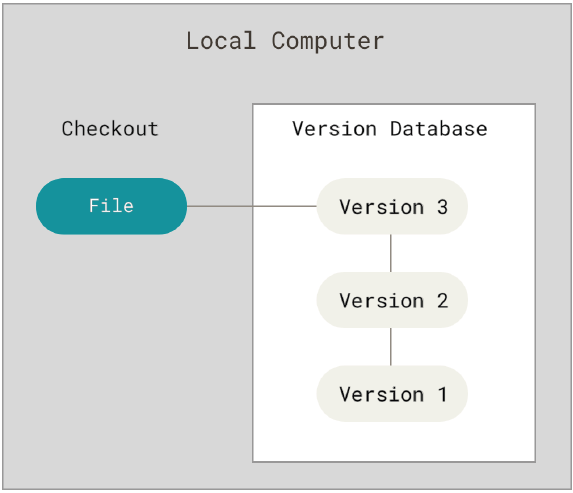 Local Computer
Checkout
Version Database
File
Version 3
Version 2
Version 1